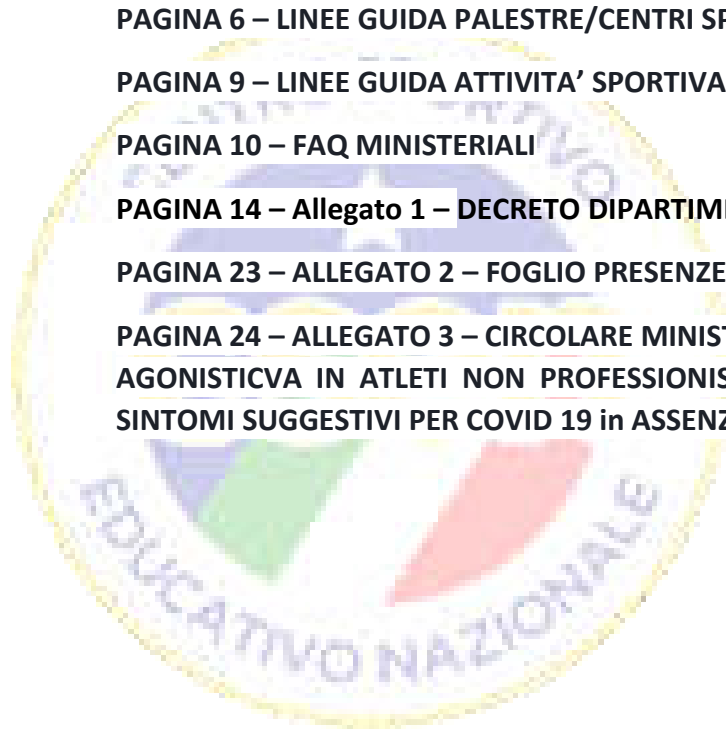 PAGINA 6 – LINEE GUIDA PALESTRE/CENTRI SP
PAGINA 9 – LINEE GUIDA ATTIVITA’ SPORTIVA
PAGINA 10 – FAQ MINISTERIALI
PAGINA 14 – Allegato 1 – DECRETO DIPARTIM
PAGINA 23 – ALLEGATO 2 – FOGLIO PRESENZE
PAGINA 24 – ALLEGATO 3 – CIRCOLARE MINIST
AGONISTICVA IN ATLETI NON PROFESSIONIS
SINTOMI SUGGESTIVI PER COVID 19 in ASSENZ
EDUCATIVO NAZIONALE